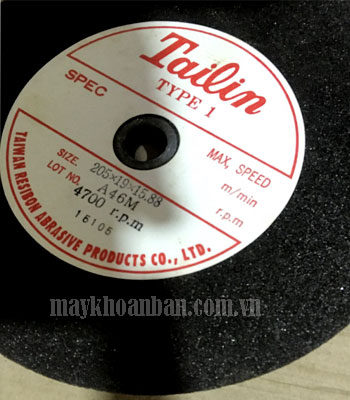 Tailin
TYPE 1
SPEC
MAX, SPEED
m/min
r.p.m
SIZE. 205×19×15.88
LOT NO. A46M
4700 r.p.m
16105
TAIWAN RESIBON ABRASIVE PRODUCTS CO., LTD.
maykhoanban.com.vn